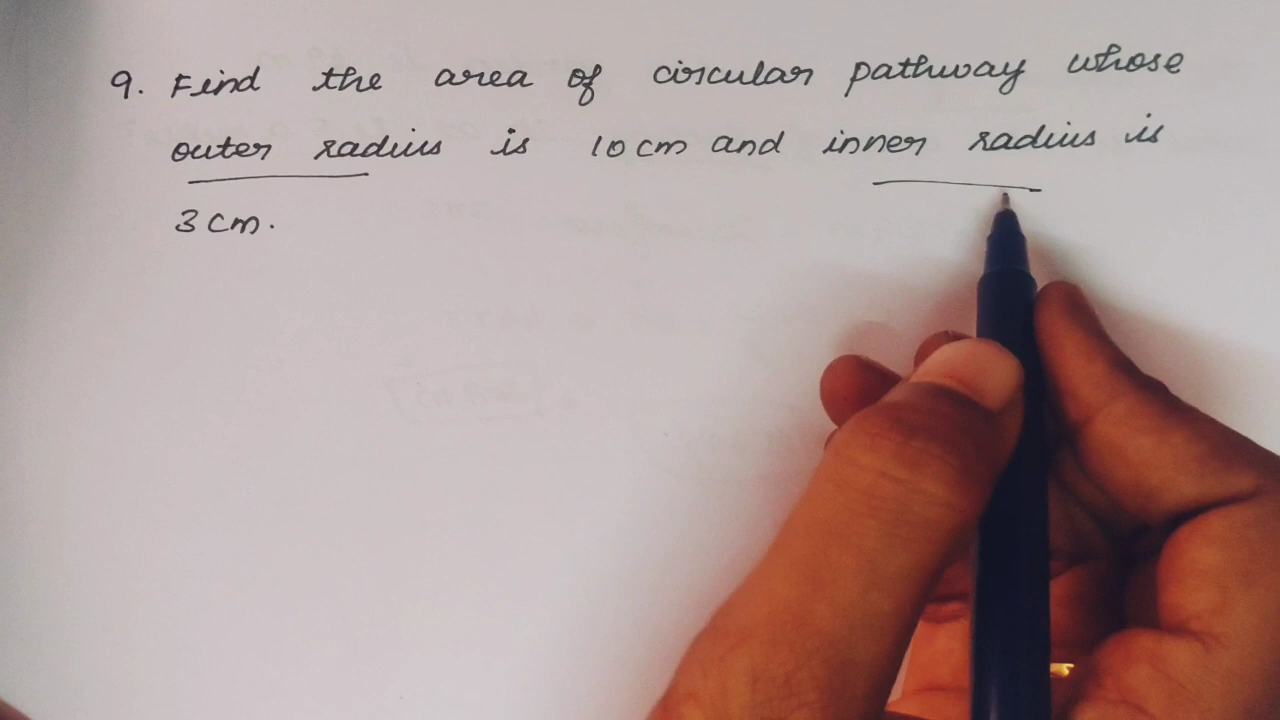 9. Find the area of circular pathway whose
outer radius is 10 cm and inner radius is
3 cm.